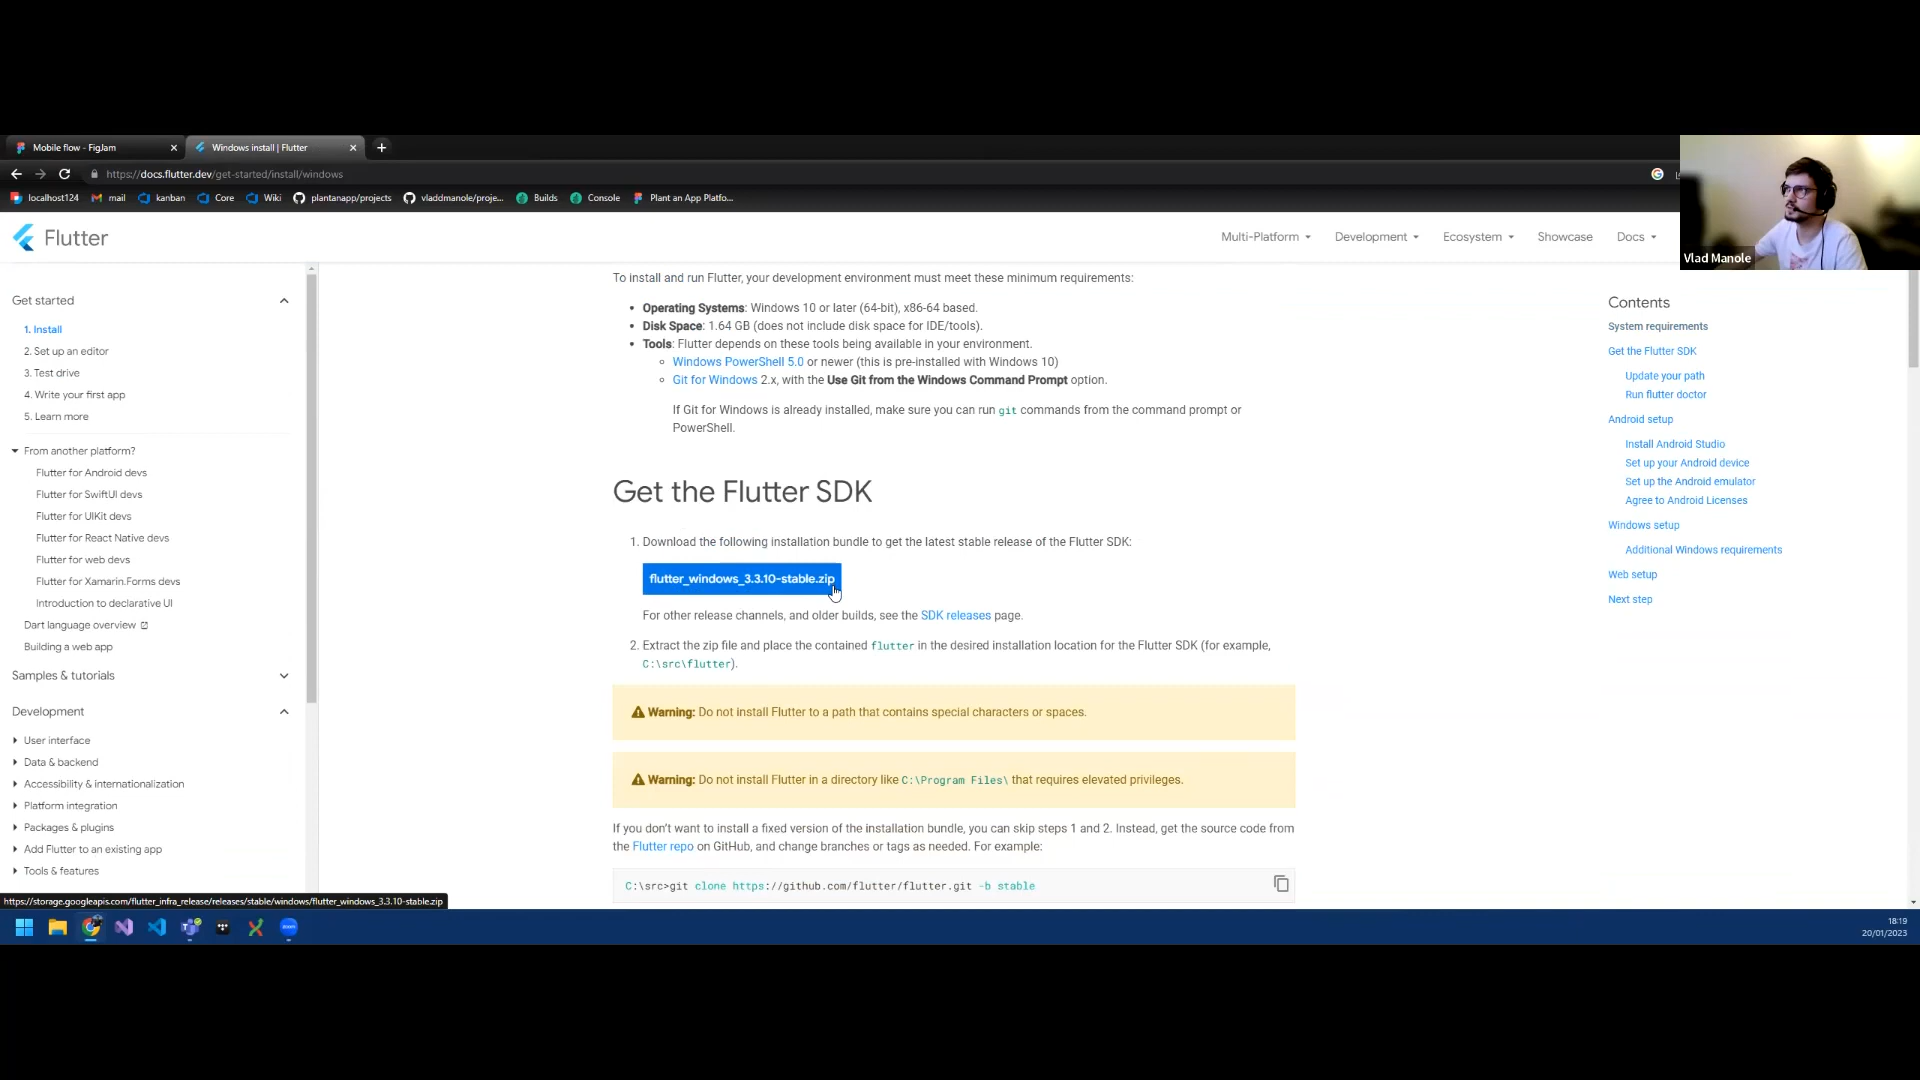 Mobile flow - FigJam
Windows install | Flutter
https://docs.flutter.dev/get-started/install/windows
localhost124 mail kanban Core Wiki plantanapp/projects vladdmanole/proje... Builds Console Plant an App Platfo...
Flutter
Multi-Platform Development Ecosystem Showcase Docs
Vlad Manole
Get started
1. Install
2. Set up an editor
3. Test drive
4. Write your first app
5. Learn more
From another platform?
Flutter for Android devs
Flutter for SwiftUI devs
Flutter for UIKit devs
Flutter for React Native devs
Flutter for web devs
Flutter for Xamarin.Forms devs
Introduction to declarative UI
Dart language overview
Building a web app
Samples & tutorials
Development
User interface
Data & backend
Accessibility & internationalization
Platform integration
Packages & plugins
Add Flutter to an existing app
Tools & features
To install and run Flutter, your development environment must meet these minimum requirements:
• Operating Systems: Windows 10 or later (64-bit), x86-64 based.
• Disk Space: 1.64 GB (does not include disk space for IDE/tools).
• Tools: Flutter depends on these tools being available in your environment.
Windows PowerShell 5.0 or newer (this is pre-installed with Windows 10)
Git for Windows 2.x, with the Use Git from the Windows Command Prompt option.
If Git for Windows is already installed, make sure you can run git commands from the command prompt or
PowerShell.
Get the Flutter SDK
1. Download the following installation bundle to get the latest stable release of the Flutter SDK:
flutter_windows_3.3.10-stable.zip
For other release channels, and older builds, see the SDK releases page.
2. Extract the zip file and place the contained flutter in the desired installation location for the Flutter SDK (for example,
C:\src\flutter).
Warning: Do not install Flutter to a path that contains special characters or spaces.
Warning: Do not install Flutter in a directory like C:\Program Files\ that requires elevated privileges.
If you don't want to install a fixed version of the installation bundle, you can skip steps 1 and 2. Instead, get the source code from
the Flutter repo on GitHub, and change branches or tags as needed. For example:
C:\src>git clone https://github.com/flutter/flutter.git -b stable
Contents
System requirements
Get the Flutter SDK
Update your path
Run flutter doctor
Android setup
Install Android Studio
Set up your Android device
Set up the Android emulator
Agree to Android Licenses
Windows setup
Additional Windows requirements
Web setup
Next step
https://storage.googleapis.com/flutter_infra_release/releases/stable/windows/flutter_windows_3.3.10-stable.zip
18:19
20/01/2023